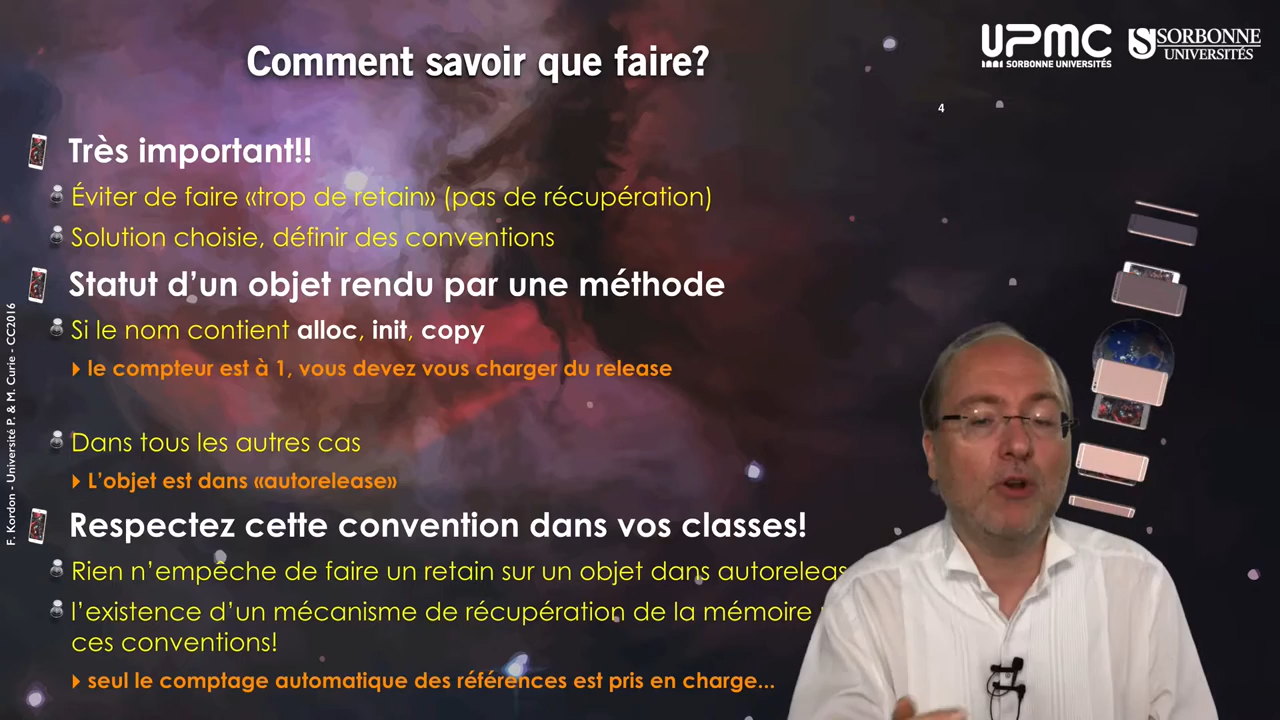 Comment savoir que faire?
UPMC
SORBONNE UNIVERSITÉS
SORBONNE
UNIVERSITÉS
4
Très important!!
Éviter de faire «trop de retain» (pas de récupération)
Solution choisie, définir des conventions
Statut d’un objet rendu par une méthode
Si le nom contient alloc, init, copy
le compteur est à 1, vous devez vous charger du release
Dans tous les autres cas
L’objet est dans «autorelease»
Respectez cette convention dans vos classes!
Rien n’empêche de faire un retain sur un objet dans
l’existence d’un mécanisme de récupération de la mémoire
ces conventions!
seul le comptage automatique des références est pris en charge...
F. Kordon - Université P. & M. Curie - CC2016